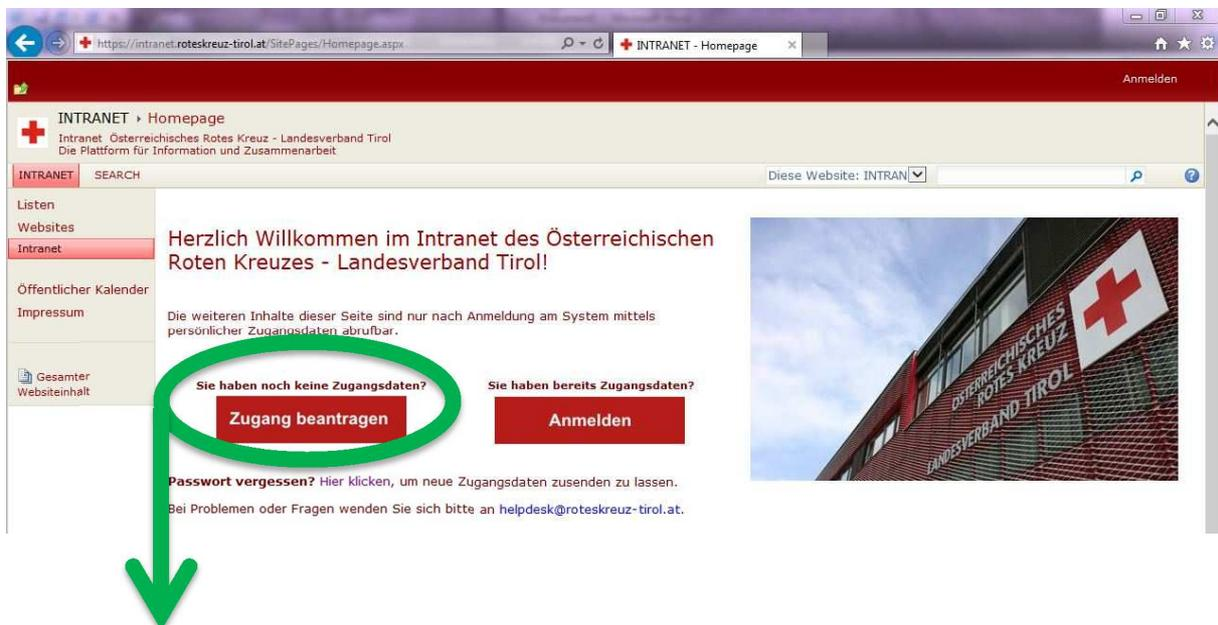 https://intranet.roteskreuz-tirol.at/SitePages/Homepage.aspx
INTRANET - Homepage
Anmelden
INTRANET Homepage
Intranet Österreichisches Rotes Kreuz - Landesverband Tirol
Die Plattform für Information und Zusammenarbeit
INTRANET SEARCH
Diese Website: INTRAN
Listen
Websites
Intranet
Öffentlicher Kalender
Impressum
Gesamter
Websiteinhalt
Herzlich Willkommen im Intranet des Österreichischen
Roten Kreuzes - Landesverband Tirol!
Die weiteren Inhalte dieser Seite sind nur nach Anmeldung am System mittels
persönlicher Zugangsdaten abrufbar.
Sie haben noch keine Zugangsdaten?
Zugang beantragen
Sie haben bereits Zugangsdaten?
Anmelden
Passwort vergessen? Hier klicken, um neue Zugangsdaten zusenden zu lassen.
Bei Problemen oder Fragen wenden Sie sich bitte an helpdesk@roteskreuz-tirol.at.
ÖSTERREICHISCHES
ROTES KREUZ
LANDESVERBAND TIROL